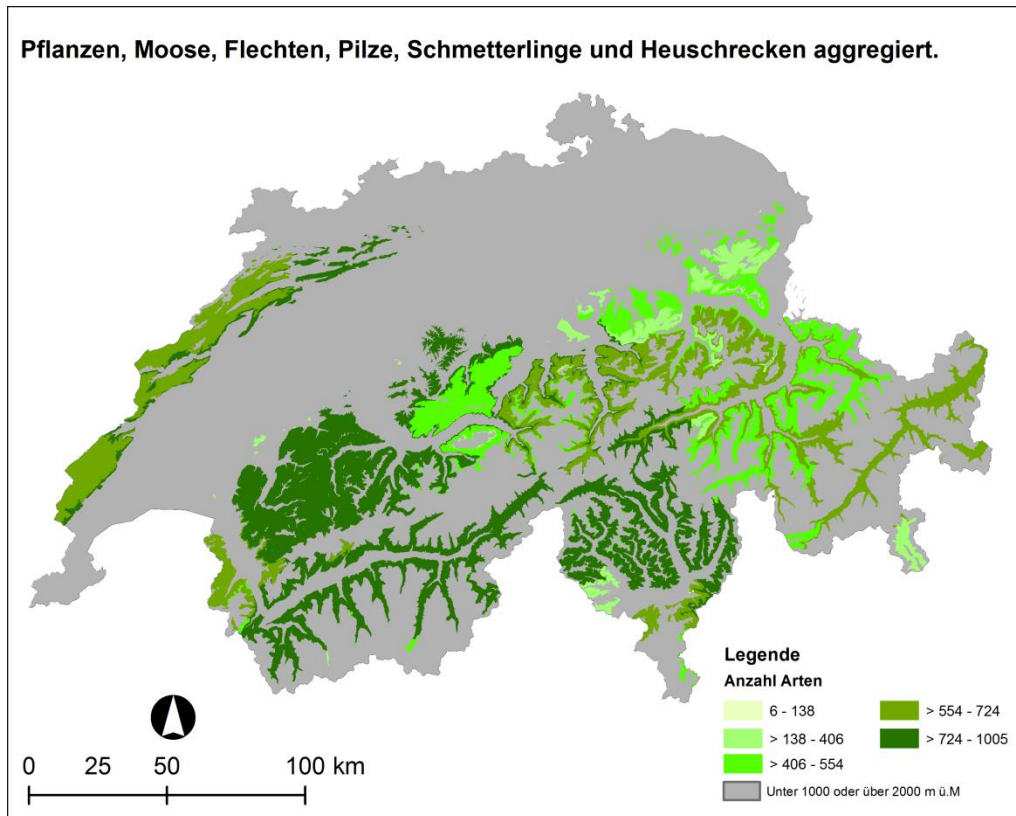 Pflanzen, Moose, Flechten, Pilze, Schmetterlinge und Heuschrecken aggregiert.
Legende
Anzahl Arten
6 - 138
> 138 - 406
> 406 - 554
> 554 - 724
> 724 - 1005
Unter 1000 oder über 2000 m ü.M
0 25 50 100 km